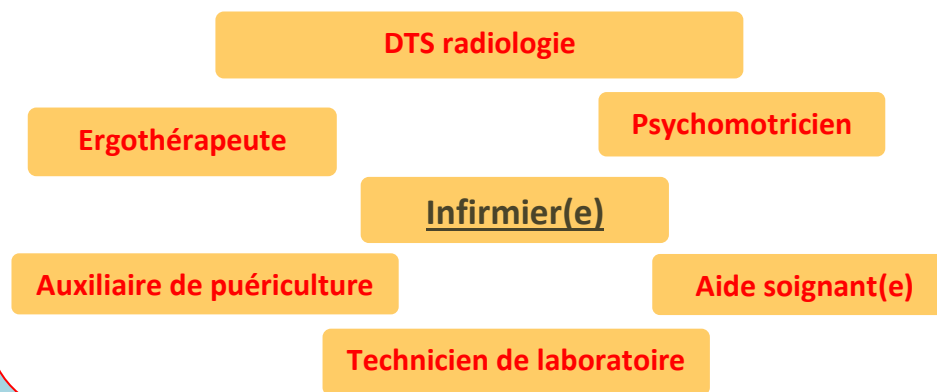 DTS radiologie
Psychomotricien
Ergothérapeute
Infirmier(e)
Auxiliaire de puériculture
Aide soignant(e)
Technicien de laboratoire